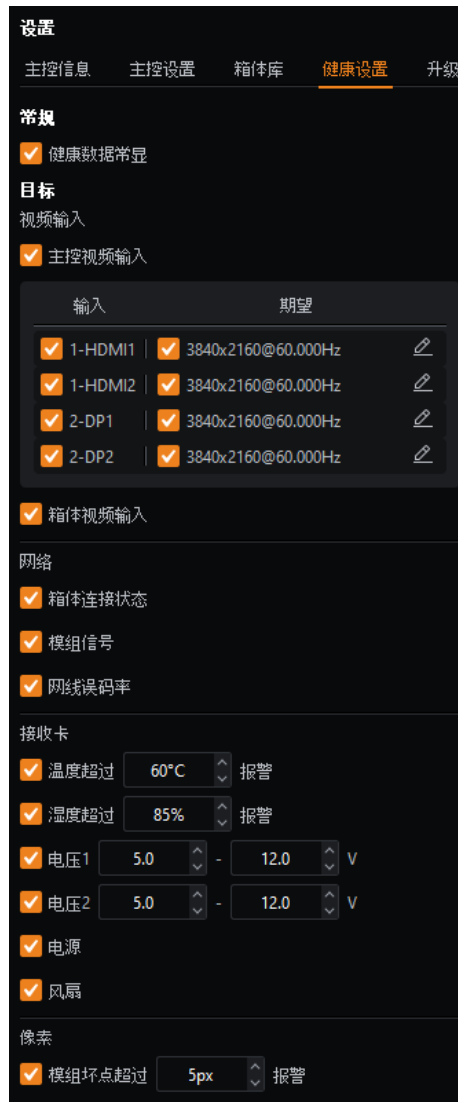 设置
主控信息 主控设置 箱体库 健康设置 升级
常规
健康数据常显
目标
视频输入
主控视频输入
输入 期望
1-HDMI1 3840x2160@60.000Hz
1-HDMI2 3840x2160@60.000Hz
2-DP1 3840x2160@60.000Hz
2-DP2 3840x2160@60.000Hz
箱体视频输入
网络
箱体连接状态
模组信号
网线误码率
接收卡
温度超过 60°C 报警
湿度超过 85% 报警
电压1 5.0 - 12.0 V
电压2 5.0 - 12.0 V
电源
风扇
像素
模组坏点超过 5px 报警